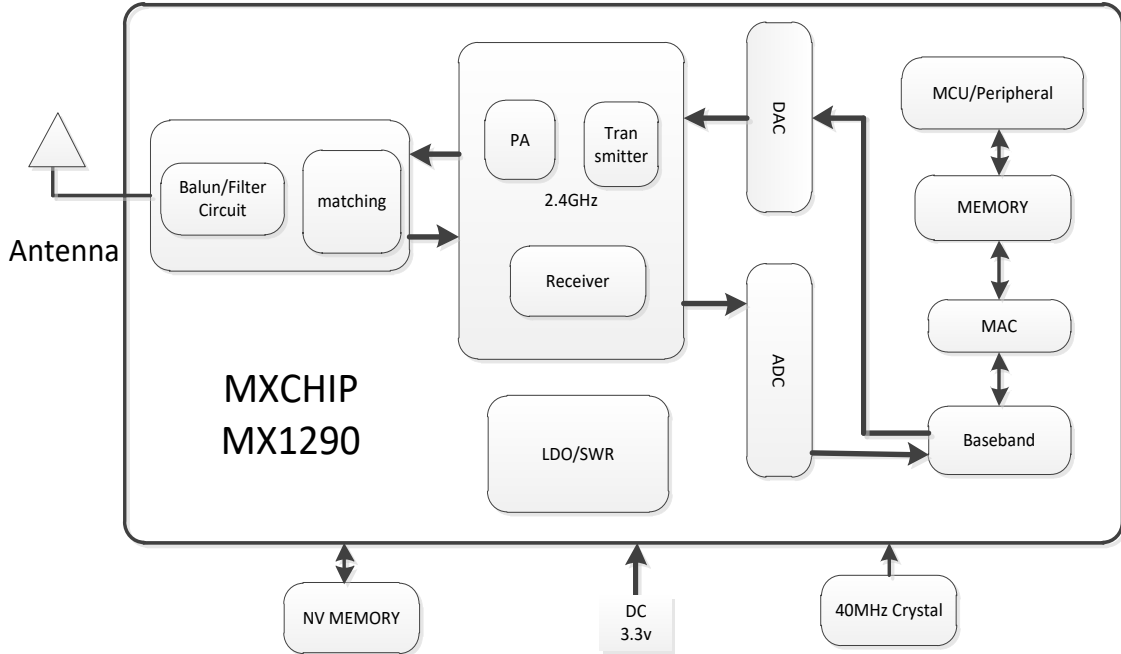 Antenna
Balun/Filter
Circuit
matching
PA
Tran
smitter
2.4GHz
Receiver
DAC
ADC
MCU/Peripheral
MEMORY
MAC
Baseband
MXCHIP
MX1290
LDO/SWR
NV MEMORY
DC
3.3v
40MHz Crystal